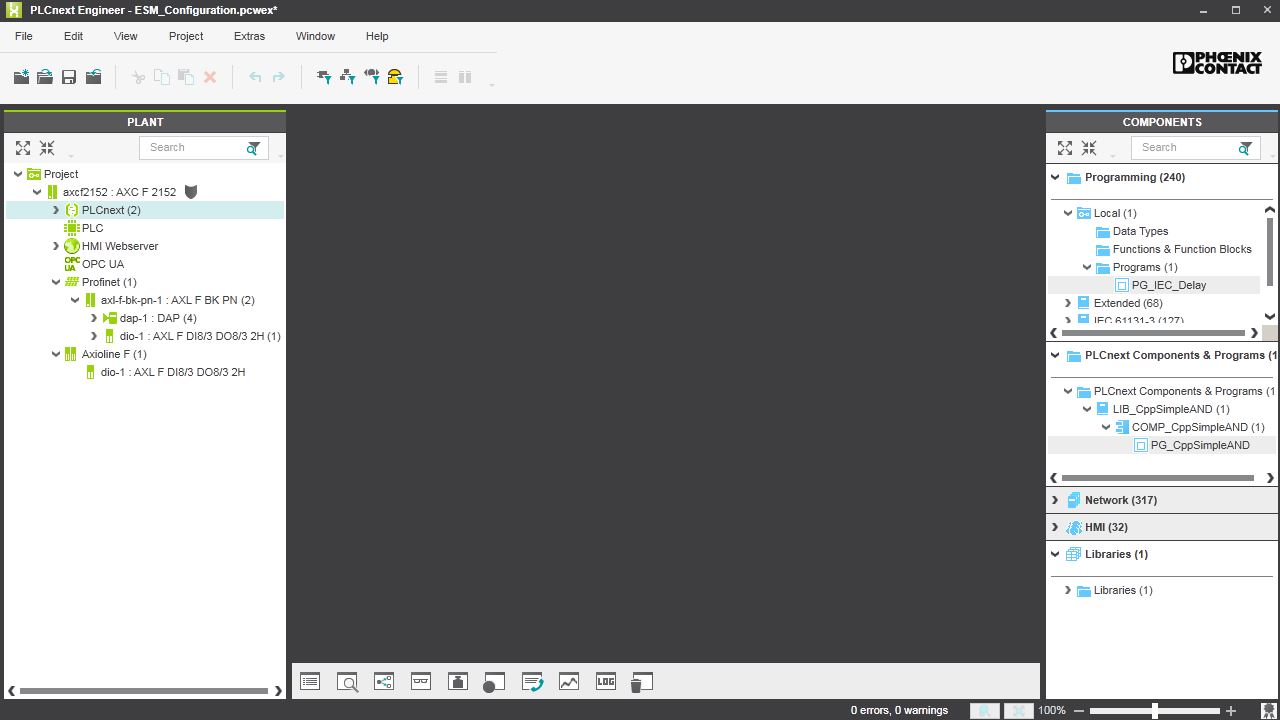 PLCnext Engineer - ESM_Configuration.pcwex*
File Edit View Project Extras Window Help
PHŒNIX
CONTACT
PLANT
Search
Project
axcf2152 : AXC F 2152
PLCnext (2)
PLC
HMI Webserver
OPC UA
OPC UA
Profinet (1)
axl-f-bk-pn-1 : AXL F BK PN (2)
dap-1 : DAP (4)
dio-1 : AXL F DI8/3 DO8/3 2H (1)
Axioline F (1)
dio-1 : AXL F DI8/3 DO8/3 2H
LOG
COMPONENTS
Search
Programming (240)
Local (1)
Data Types
Functions & Function Blocks
Programs (1)
PG_IEC_Delay
Extended (68)
IEC 61131-3 (127)
PLCnext Components & Programs (1
PLCnext Components & Programs (1
LIB_CppSimpleAND (1)
COMP_CppSimpleAND (1)
PG_CppSimpleAND
Network (317)
HMI (32)
Libraries (1)
Libraries (1)
0 errors, 0 warnings
100%